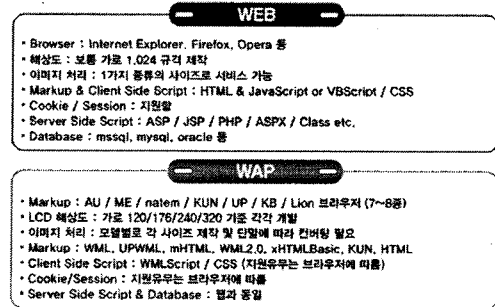 WEB
• Browser : Internet Explorer, Firefox, Opera 등
• 해상도 : 보통 가로 1,024 규격 제작
• 이미지 처리 : 1가지 종류의 사이즈로 서비스 가능
• Markup & Client Side Script : HTML & JavaScript or VBScript / CSS
• Cookie / Session : 지원함
• Server Side Script : ASP / JSP / PHP / ASPX / Class etc.
• Database : mssql, mysql, oracle 등
WAP
• Markup : AU / ME / natem / KUN / UP / KB / Lion 브라우저 (7~8종)
• LCD 해상도 : 가로 120/176/240/320 기준 각각 개발
• 이미지 처리 : 모델별로 각 사이즈 제작 및 단말에 따라 컨버팅 필요
• Markup : WML, UPWML, mHTML, WML2.0, xHTMLBasic, KUN, HTML
• Client Side Script : WMLScript / CSS (지원유무는 브라우저에 따름)
• Cookie/Session : 지원유무는 브라우저에 따름
• Server Side Script & Database : 웹과 동일